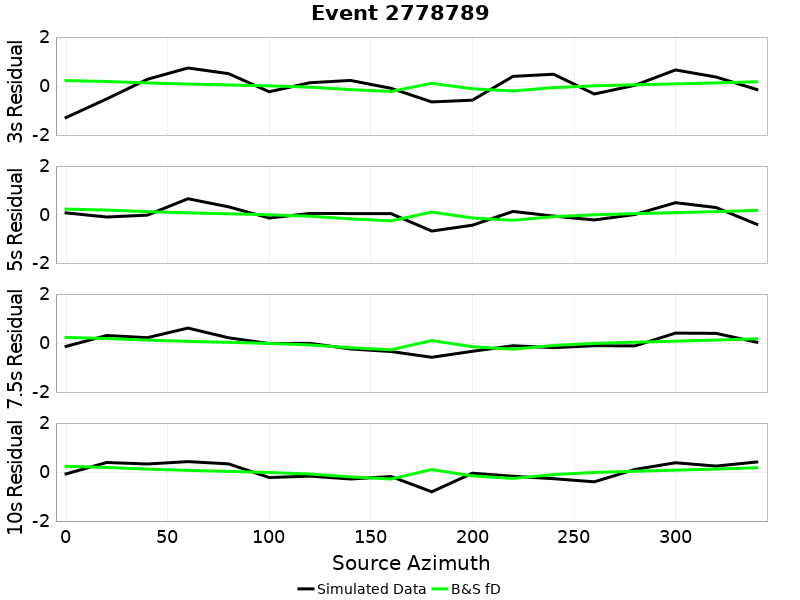 Event 2778789
3s Residual
2
0
-2
5s Residual
2
0
-2
7.5s Residual
2
0
-2
10s Residual
2
0
-2
0 50 100 150 200 250 300
Source Azimuth
Simulated Data B&S fD